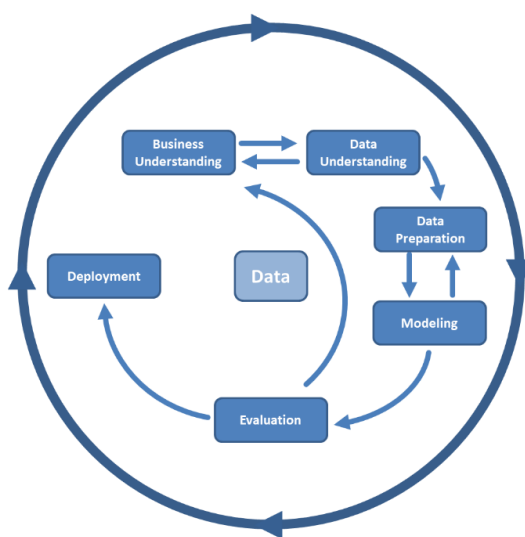 Business
Understanding
Data
Understanding
Data
Preparation
Deployment
Data
Modeling
Evaluation